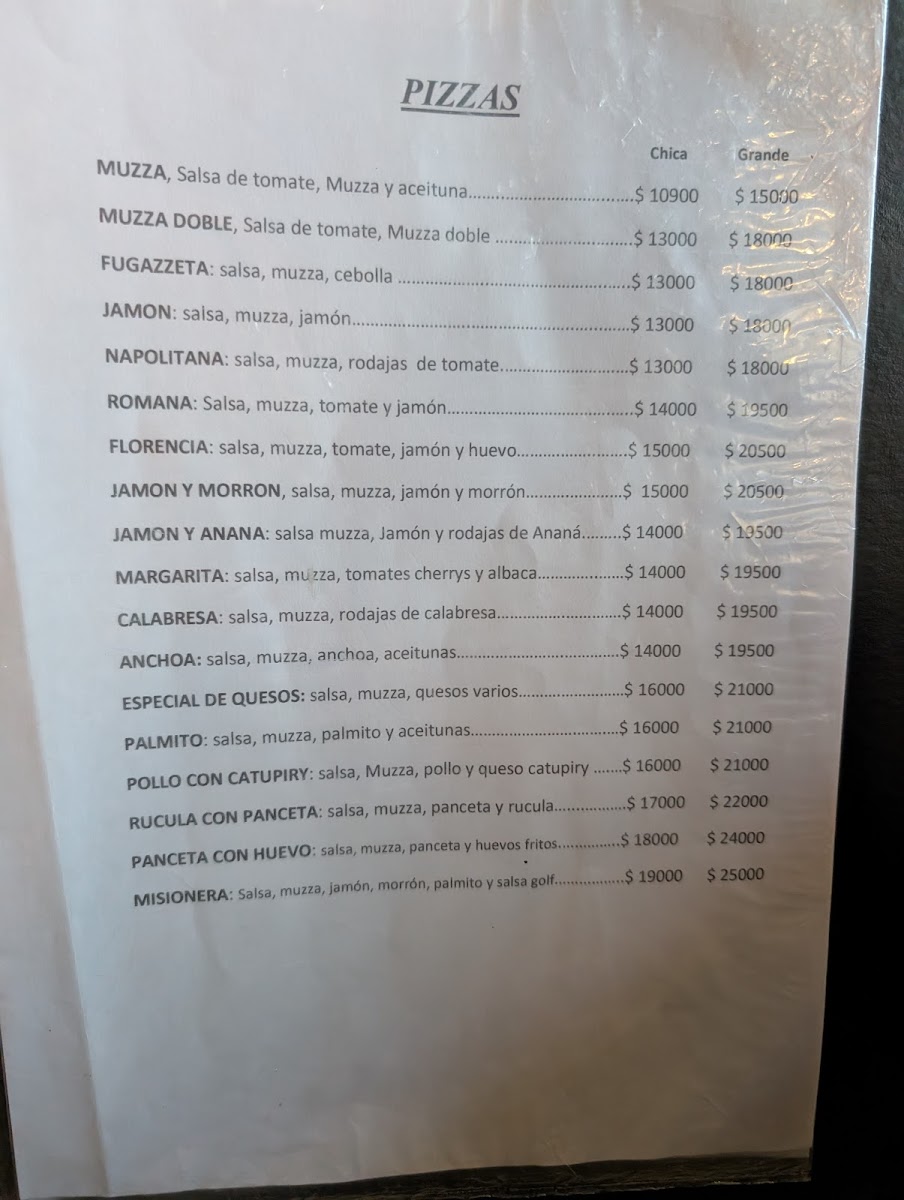 PIZZAS
Chica Grande
MUZZA, Salsa de tomate, Muzza y aceituna....................................$ 10900 $ 15000
MUZZA DOBLE, Salsa de tomate, Muzza doble ..............................$ 13000 $ 18000
FUGAZZETA: salsa, muzza, cebolla ..................................................$ 13000 $ 18000
JAMON: salsa, muzza, jamón............................................................$ 13000 $ 18000
NAPOLITANA: salsa, muzza, rodajas de tomate............................$ 13000 $ 18000
ROMANA: Salsa, muzza, tomate y jamón........................................$ 14000 $ 19500
FLORENCIA: salsa, muzza, tomate, jamón y huevo........................$ 15000 $ 20500
JAMON Y MORRON, salsa, muzza, jamón y morrón.....................$ 15000 $ 20500
JAMON Y ANANA: salsa muzza, Jamón y rodajas de Ananá.........$ 14000 $ 19500
MARGARITA: salsa, muzza, tomates cherrys y albaca...................$ 14000 $ 19500
CALABRESA: salsa, muzza, rodajas de calabresa............................$ 14000 $ 19500
ANCHOA: salsa, muzza, anchoa, aceitunas....................................$ 14000 $ 19500
ESPECIAL DE QUESOS: salsa, muzza, quesos varios.......................$ 16000 $ 21000
PALMITO: salsa, muzza, palmito y aceitunas.................................$ 16000 $ 21000
POLLO CON CATUPIRY: salsa, Muzza, pollo y queso catupiry .......$ 16000 $ 21000
RUCULA CON PANCETA: salsa, muzza, panceta y rucula................$ 17000 $ 22000
PANCETA CON HUEVO: salsa, muzza, panceta y huevos fritos..............$ 18000 $ 24000
MISIONERA: Salsa, muzza, jamón, morrón, palmito y salsa golf.................$ 19000 $ 25000